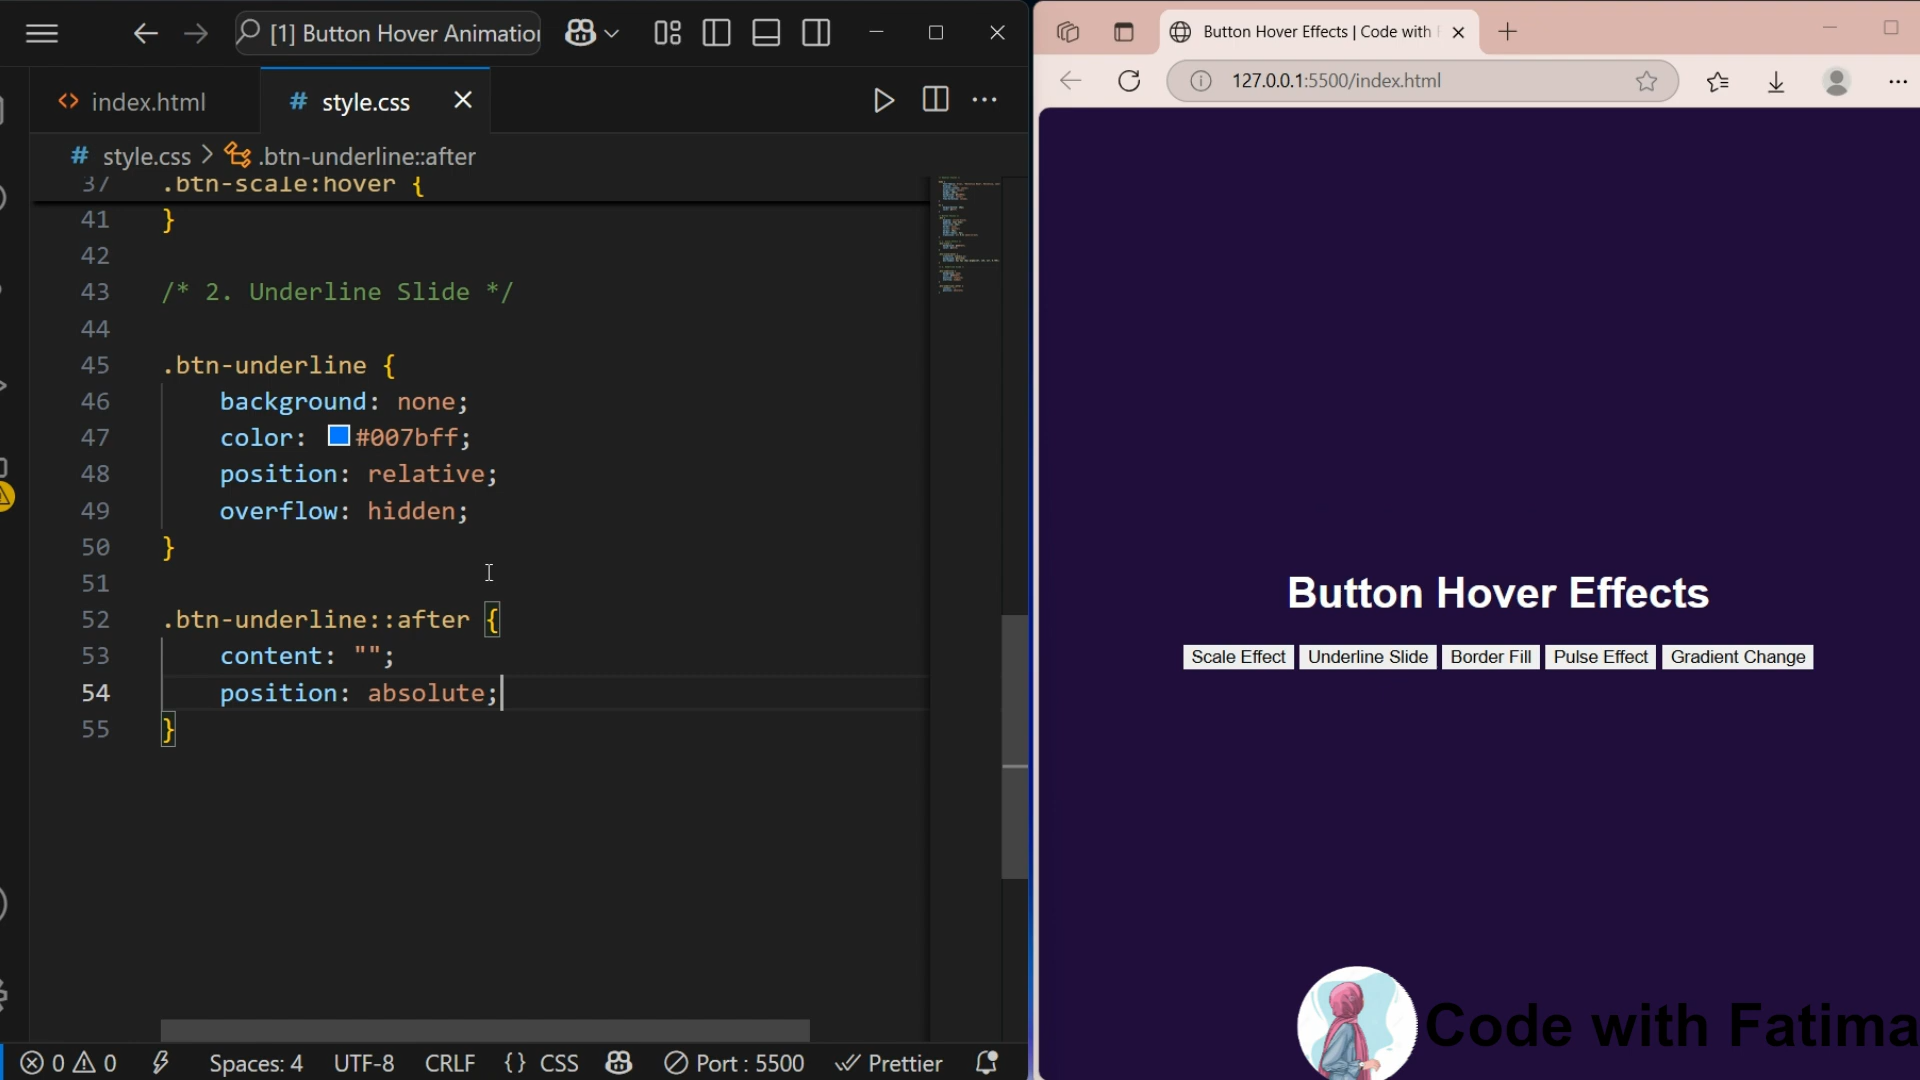 [1] Button Hover Animatio
index.html
style.css
# style.css > .btn-underline::after
37 .btn-scale:hover {
41 }
42
43 /* 2. Underline Slide */
44
45 .btn-underline {
46 background: none;
47 color: #007bff;
48 position: relative;
49 overflow: hidden;
50 }
51
52 .btn-underline::after {
53 content: "";
54 position: absolute;
55 }
0 0 Spaces: 4 UTF-8 CRLF {} CSS Port : 5500 Prettier
Button Hover Effects | Code with
127.0.0.1:5500/index.html
Button Hover Effects
Scale Effect Underline Slide Border Fill Pulse Effect Gradient Change
Code with Fatima